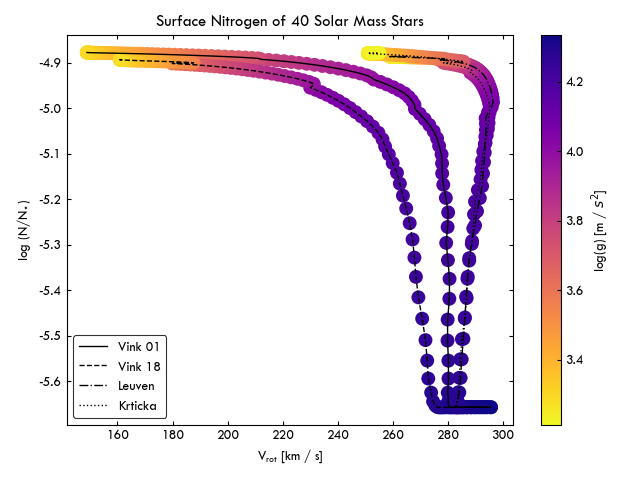 Surface Nitrogen of 40 Solar Mass Stars
log (N/N⋆)
-4.9
-5.0
-5.1
-5.2
-5.3
-5.4
-5.5
-5.6
Vink 01
Vink 18
Leuven
Krticka
160 180 200 220 240 260 280 300
V_rot [km / s]
4.2
4.0
3.8
3.6
3.4
log(g) [m / s²]